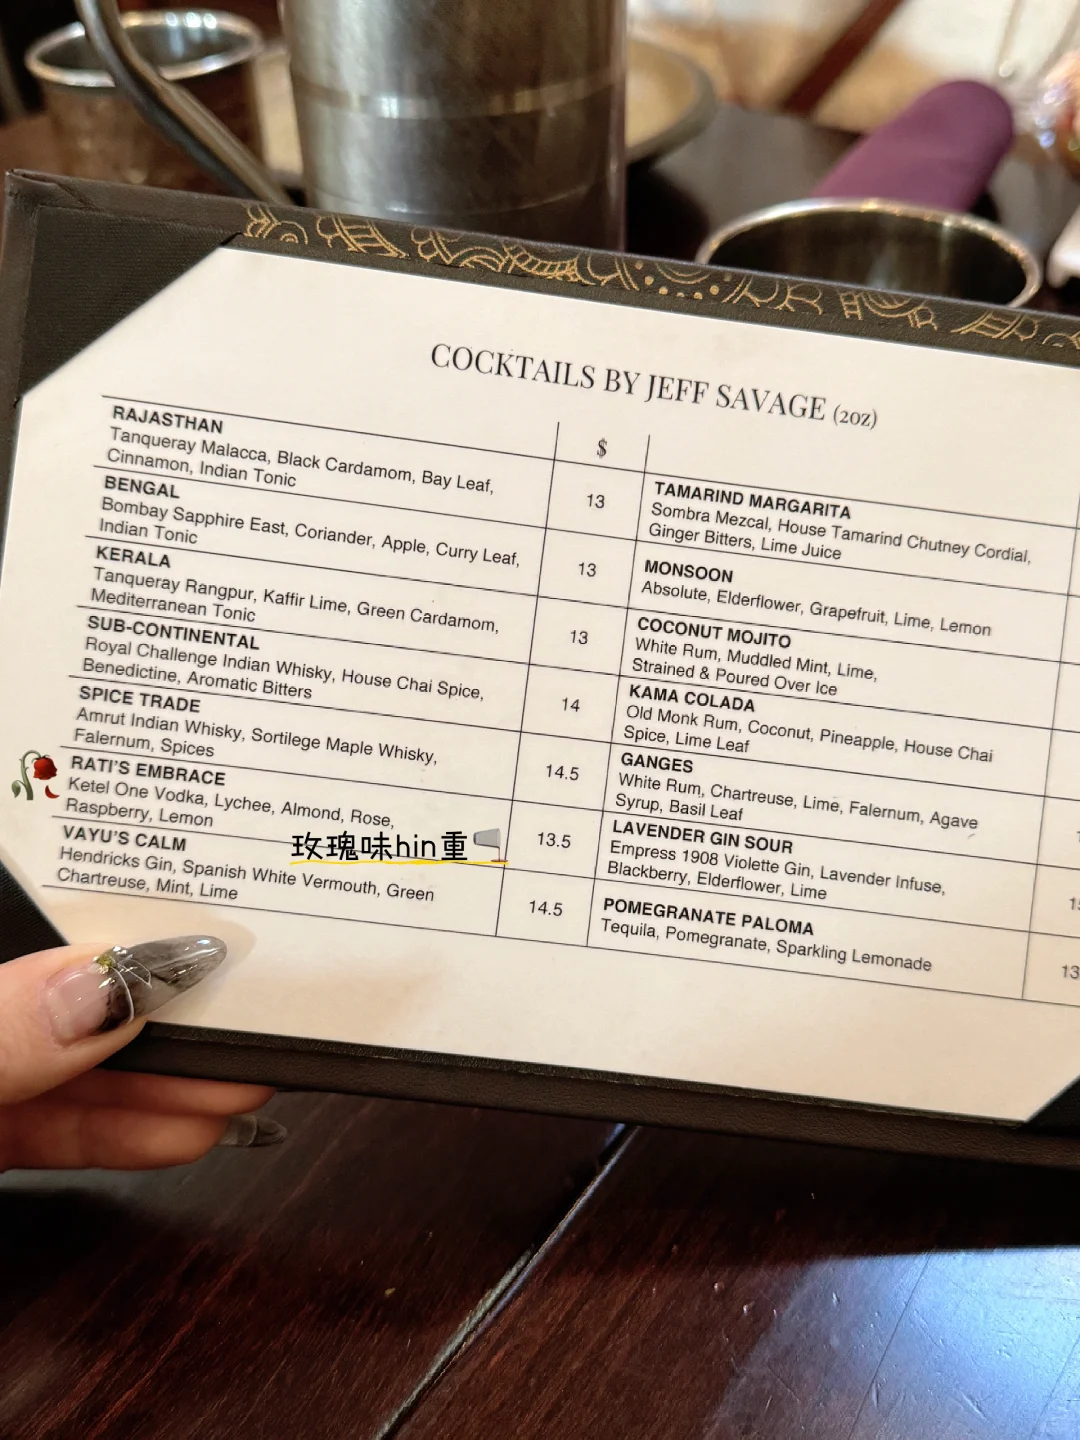 COCKTAILS BY JEFF SAVAGE (2OZ)
$
RAJASTHAN
Tanqueray Malacca, Black Cardamom, Bay Leaf,
Cinnamon, Indian Tonic
13
BENGAL
Bombay Sapphire East, Coriander, Apple, Curry Leaf,
Indian Tonic
13
KERALA
Tanqueray Rangpur, Kaffir Lime, Green Cardamom,
Mediterranean Tonic
13
SUB-CONTINENTAL
Royal Challenge Indian Whisky, House Chai Spice,
Benedictine, Aromatic Bitters
14
SPICE TRADE
Amrut Indian Whisky, Sortilege Maple Whisky,
Falernum, Spices
14.5
RATI'S EMBRACE
Ketel One Vodka, Lychee, Almond, Rose,
Raspberry, Lemon
13.5
玫瑰味hin重
VAYU'S CALM
Hendricks Gin, Spanish White Vermouth, Green
Chartreuse, Mint, Lime
14.5
TAMARIND MARGARITA
Sombra Mezcal, House Tamarind Chutney Cordial,
Ginger Bitters, Lime Juice
MONSOON
Absolute, Elderflower, Grapefruit, Lime, Lemon
COCONUT MOJITO
White Rum, Muddled Mint, Lime,
Strained & Poured Over Ice
KAMA COLADA
Old Monk Rum, Coconut, Pineapple, House Chai
Spice, Lime Leaf
GANGES
White Rum, Chartreuse, Lime, Falernum, Agave
Syrup, Basil Leaf
LAVENDER GIN SOUR
Empress 1908 Violette Gin, Lavender Infuse,
Blackberry, Elderflower, Lime
POMEGRANATE PALOMA
Tequila, Pomegranate, Sparkling Lemonade
13